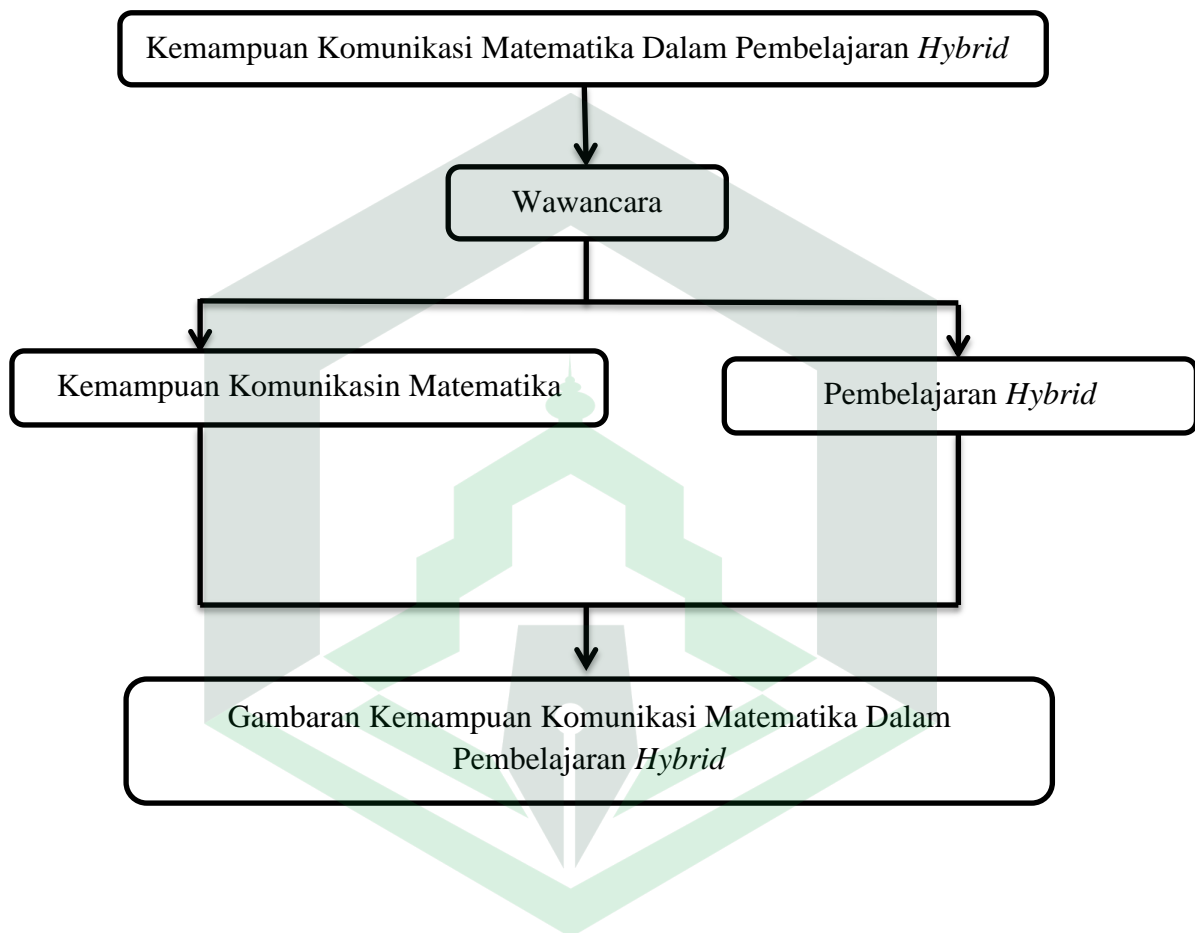 Kemampuan Komunikasi Matematika Dalam Pembelajaran Hybrid
Wawancara
Kemampuan Komunikasin Matematika
Pembelajaran Hybrid
Gambaran Kemampuan Komunikasi Matematika Dalam
Pembelajaran Hybrid